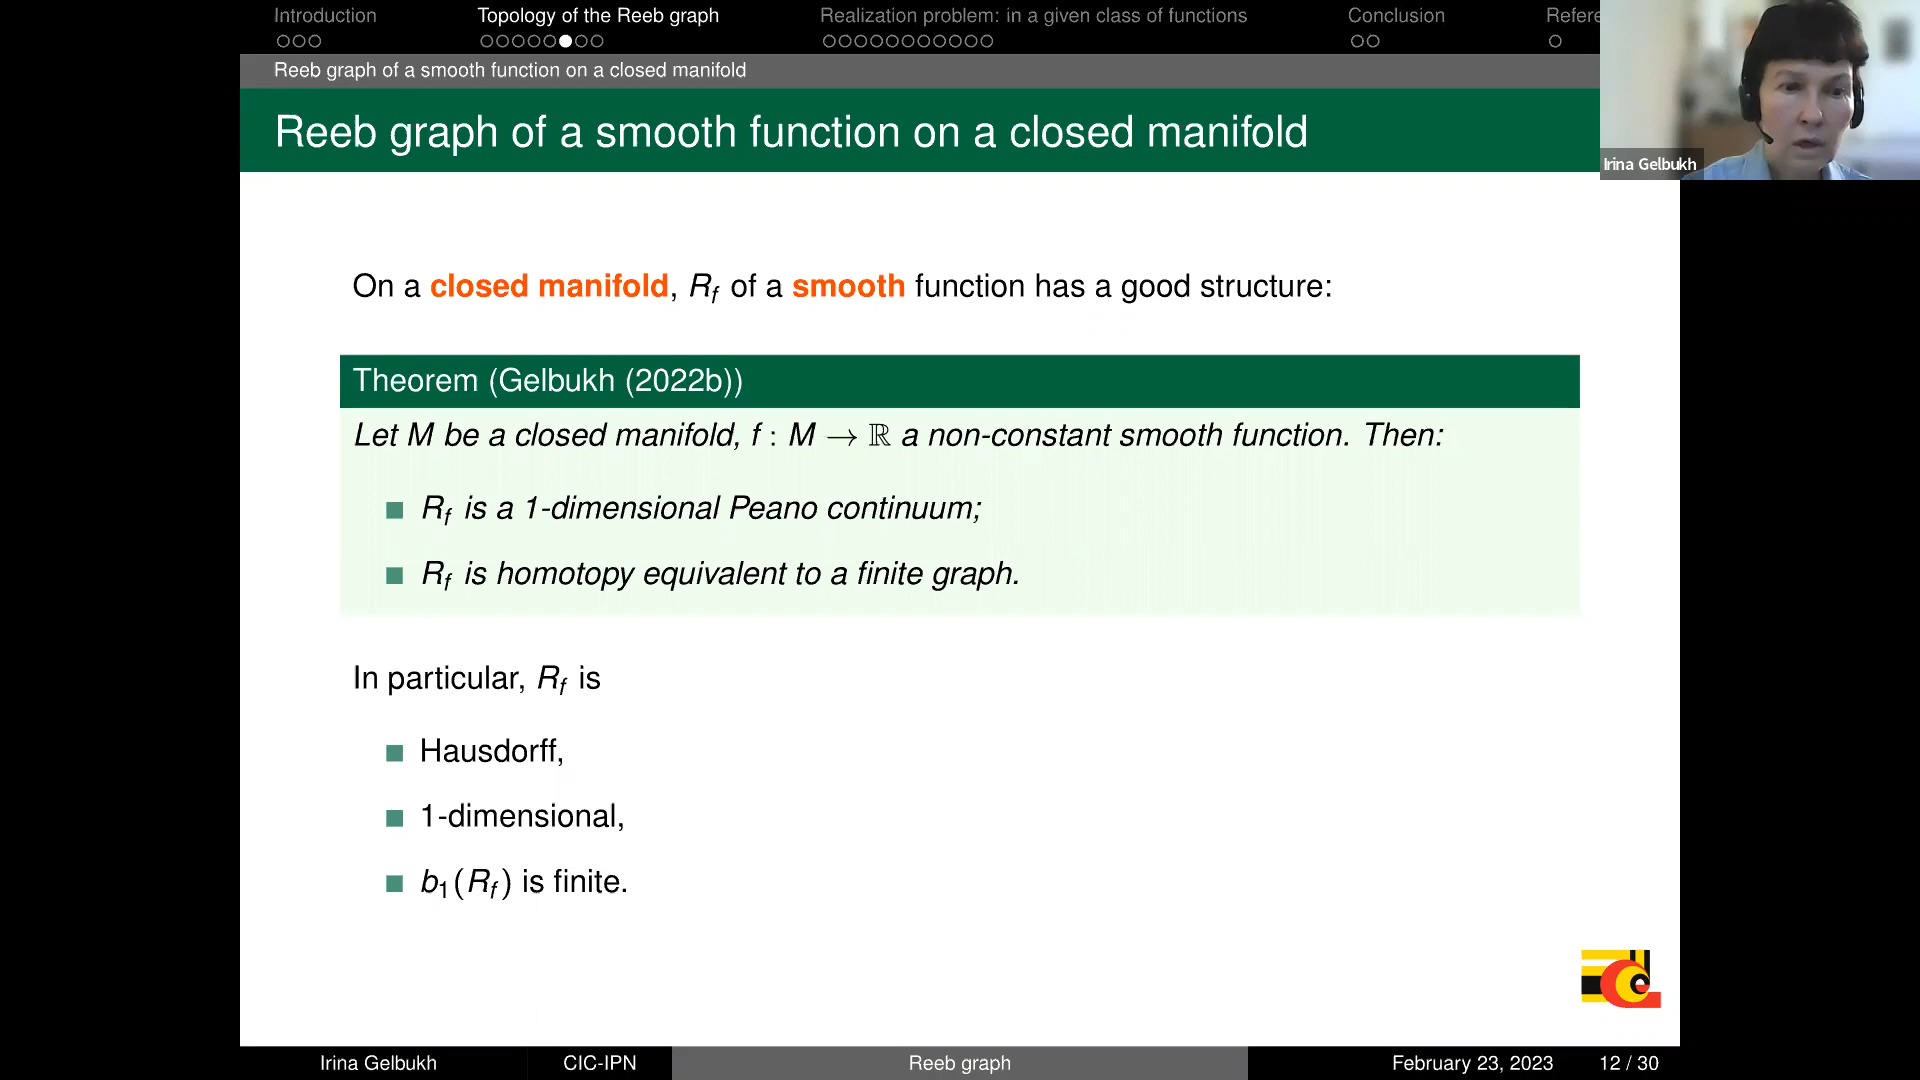 Introduction
Topology of the Reeb graph
Realization problem: in a given class of functions
Conclusion
Refere
Reeb graph of a smooth function on a closed manifold
Reeb graph of a smooth function on a closed manifold
Irina Gelbukh
On a closed manifold, R_f of a smooth function has a good structure:
Theorem (Gelbukh (2022b))
Let M be a closed manifold, f : M → ℝ a non-constant smooth function. Then:
R_f is a 1-dimensional Peano continuum;
R_f is homotopy equivalent to a finite graph.
In particular, R_f is
Hausdorff,
1-dimensional,
b₁(R_f) is finite.
Irina Gelbukh
CIC-IPN
Reeb graph
February 23, 2023
12 / 30